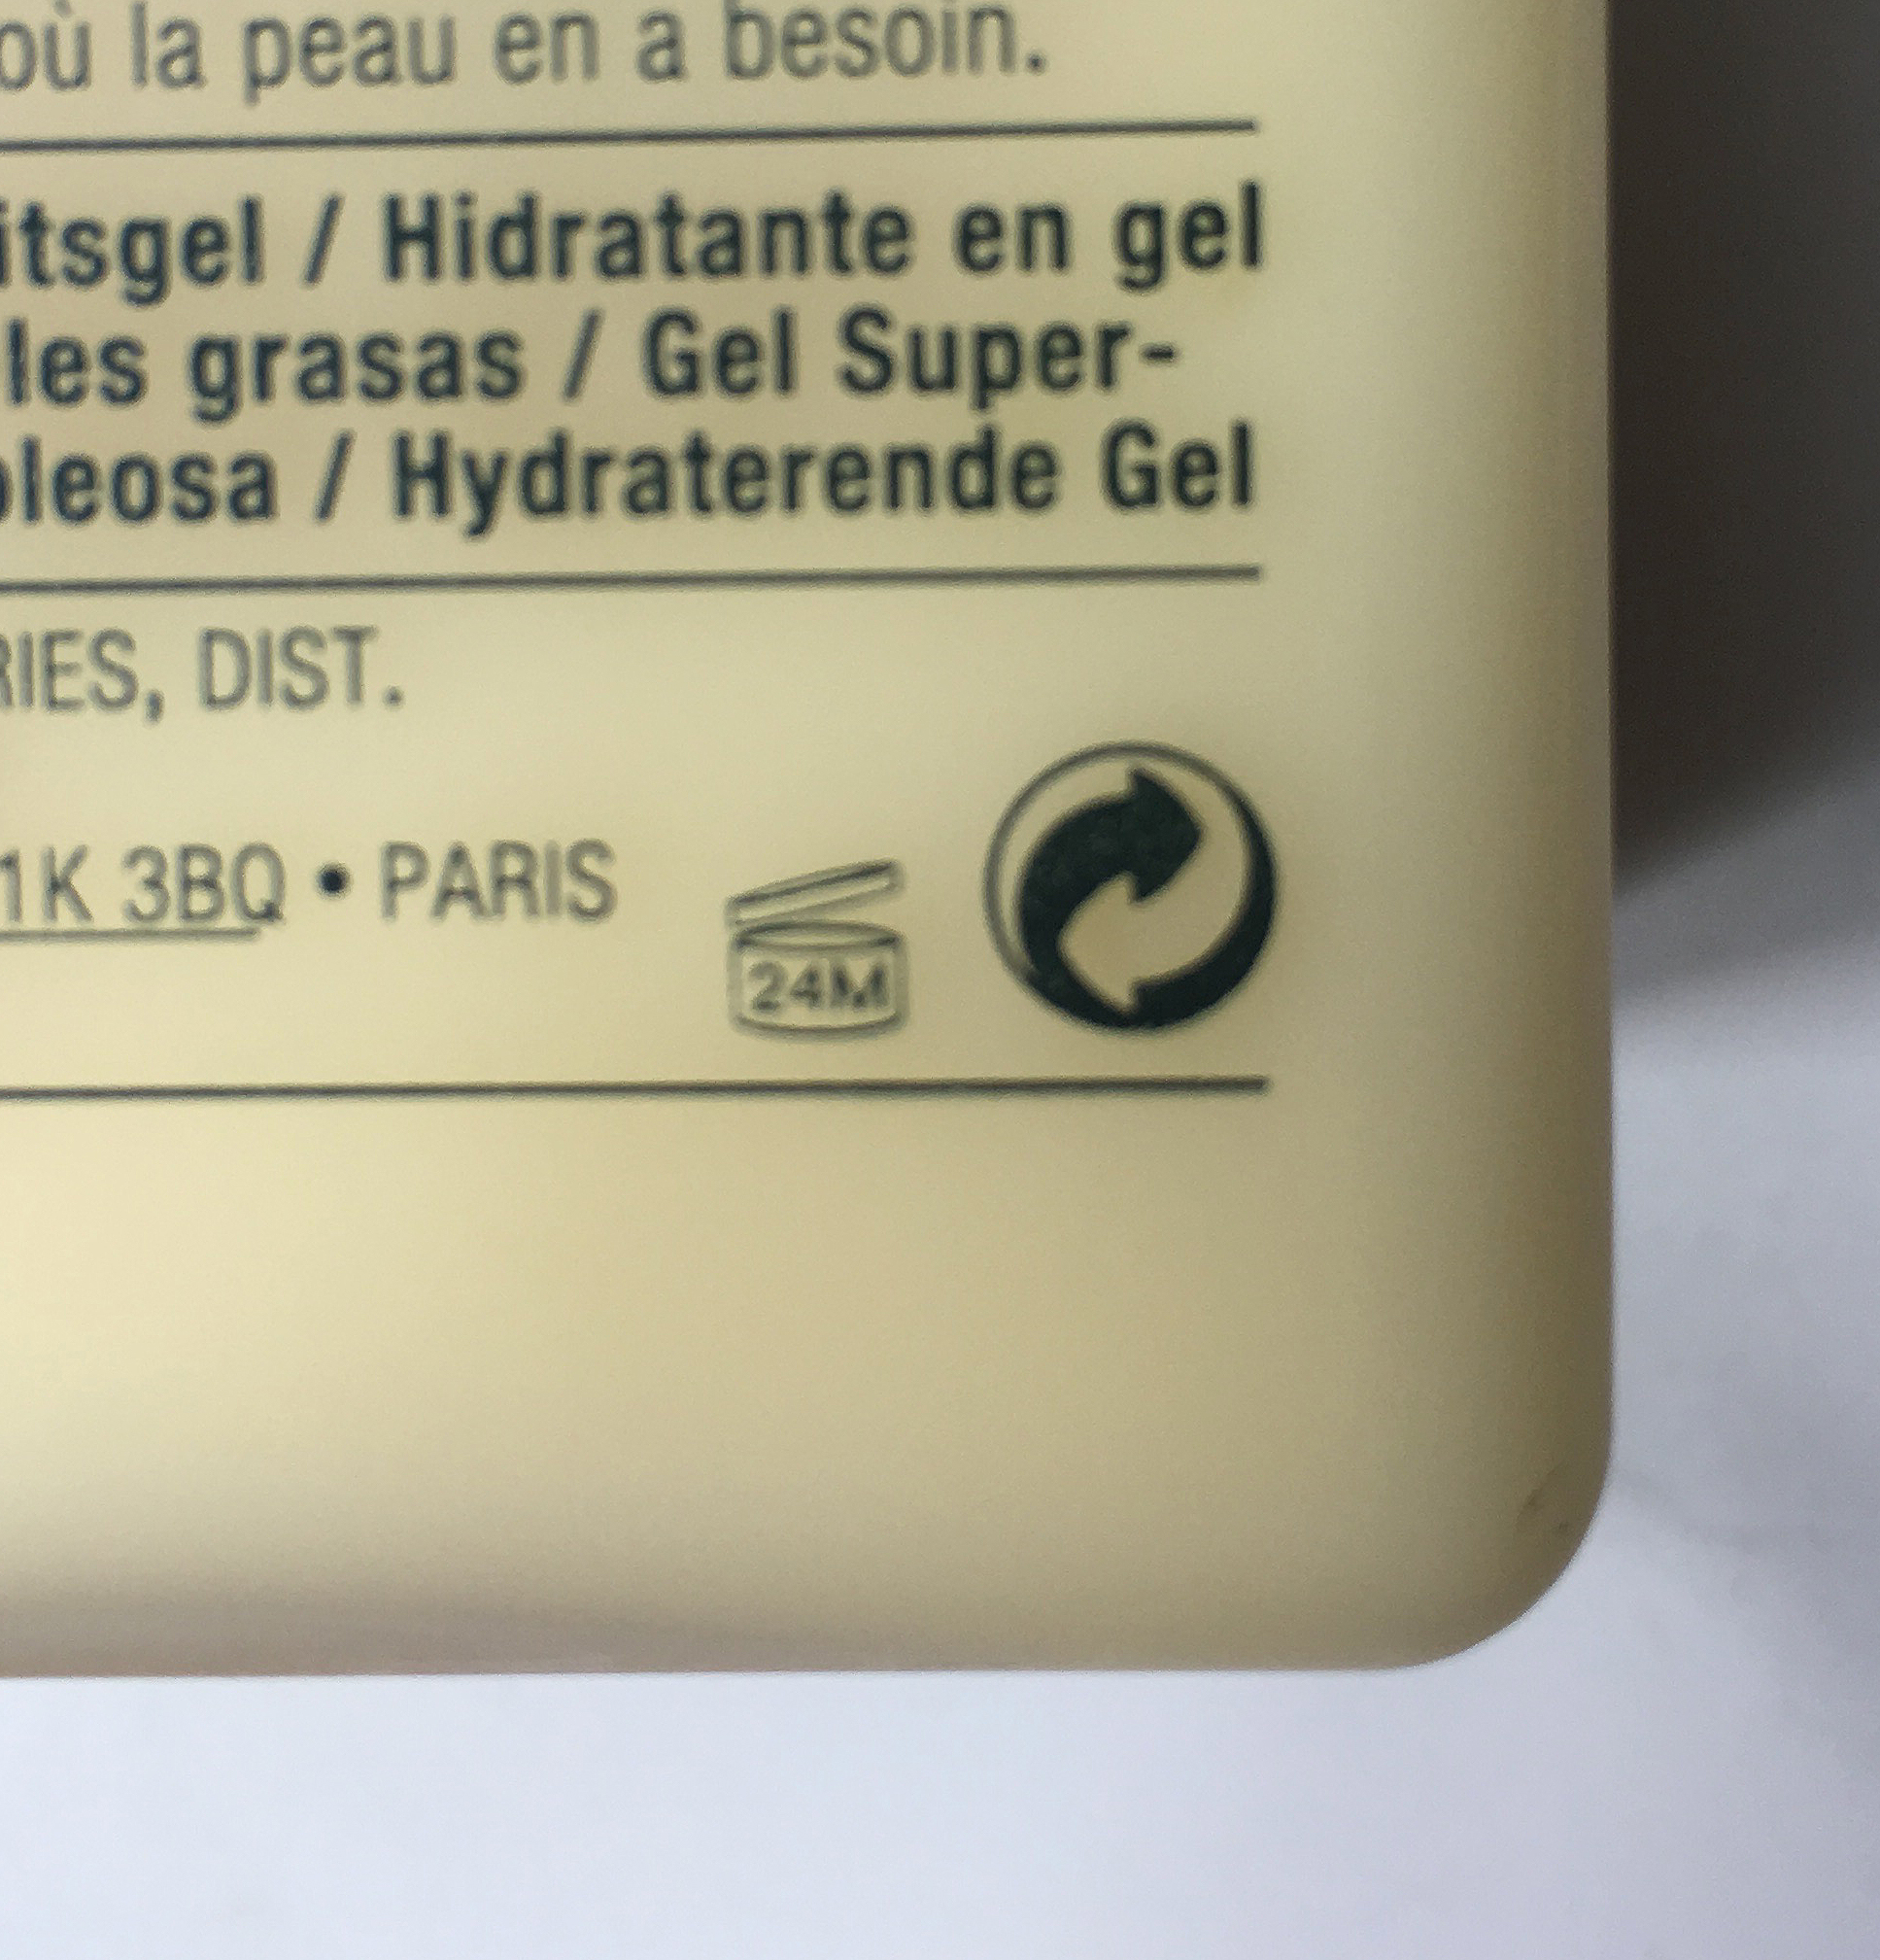 où la peau en a besoin.
itsgel / Hidratante en gel
les grasas / Gel Super-
oleosa / Hydraterende Gel
RIES, DIST.
1K 3BQ • PARIS
24M